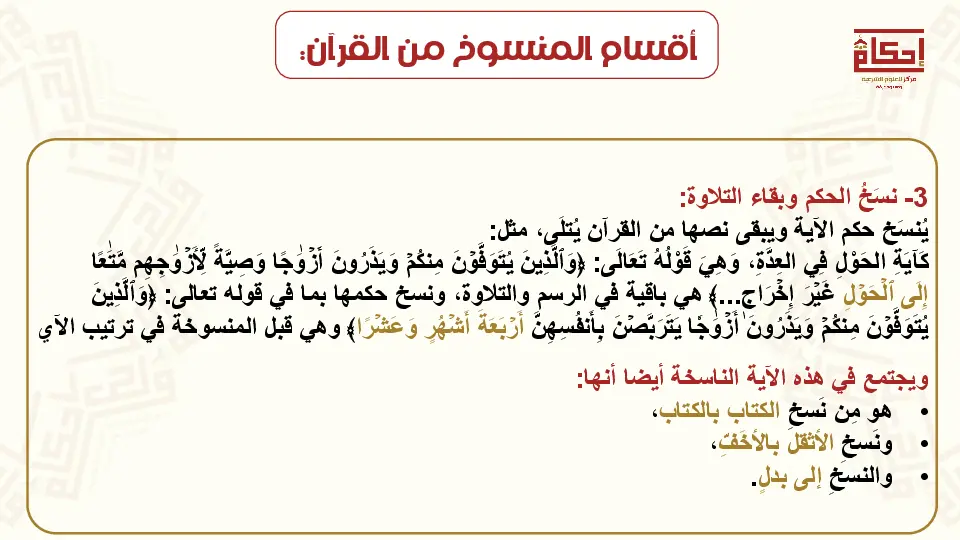 أقسام المنسوخ من القرآن:
إحكام
مركز للعلوم الشرعية
3- نسَخُ الحكم وبقاء التلاوة:
يُنسَخ حكم الآية ويبقى نصها من القرآن يُتلَى، مثل:
كَآيَةِ الحَوْلِ فِي العِدَّةِ، وَهِيَ قَوْلُهُ تَعَالَى: ﴿وَٱلَّذِينَ يُتَوَفَّوۡنَ مِنكُمۡ وَيَذَرُونَ أَزۡوَٰجٗا وَصِيَّةٗ لِّأَزۡوَٰجِهِم مَّتَٰعًا
إِلَى ٱلۡحَوۡلِ غَيۡرَ إِخۡرَاجٖ...﴾ هي باقية في الرسم والتلاوة، ونسخ حكمها بما في قوله تعالى: ﴿وَٱلَّذِينَ
يُتَوَفَّوۡنَ مِنكُمۡ وَيَذَرُونَ أَزۡوَٰجٗا يَتَرَبَّصۡنَ بِأَنفُسِهِنَّ أَرۡبَعَةَ أَشۡهُرٖ وَعَشۡرٗا﴾ وهي قبل المنسوخة في ترتيب الآي
ويجتمع في هذه الآية الناسخة أيضا أنها:
• هو مِن نَسخِ الكتاب بالكتاب،
• ونَسخِ الأثقل بالأخَفِّ،
• والنسخِ إلى بدلٍ.